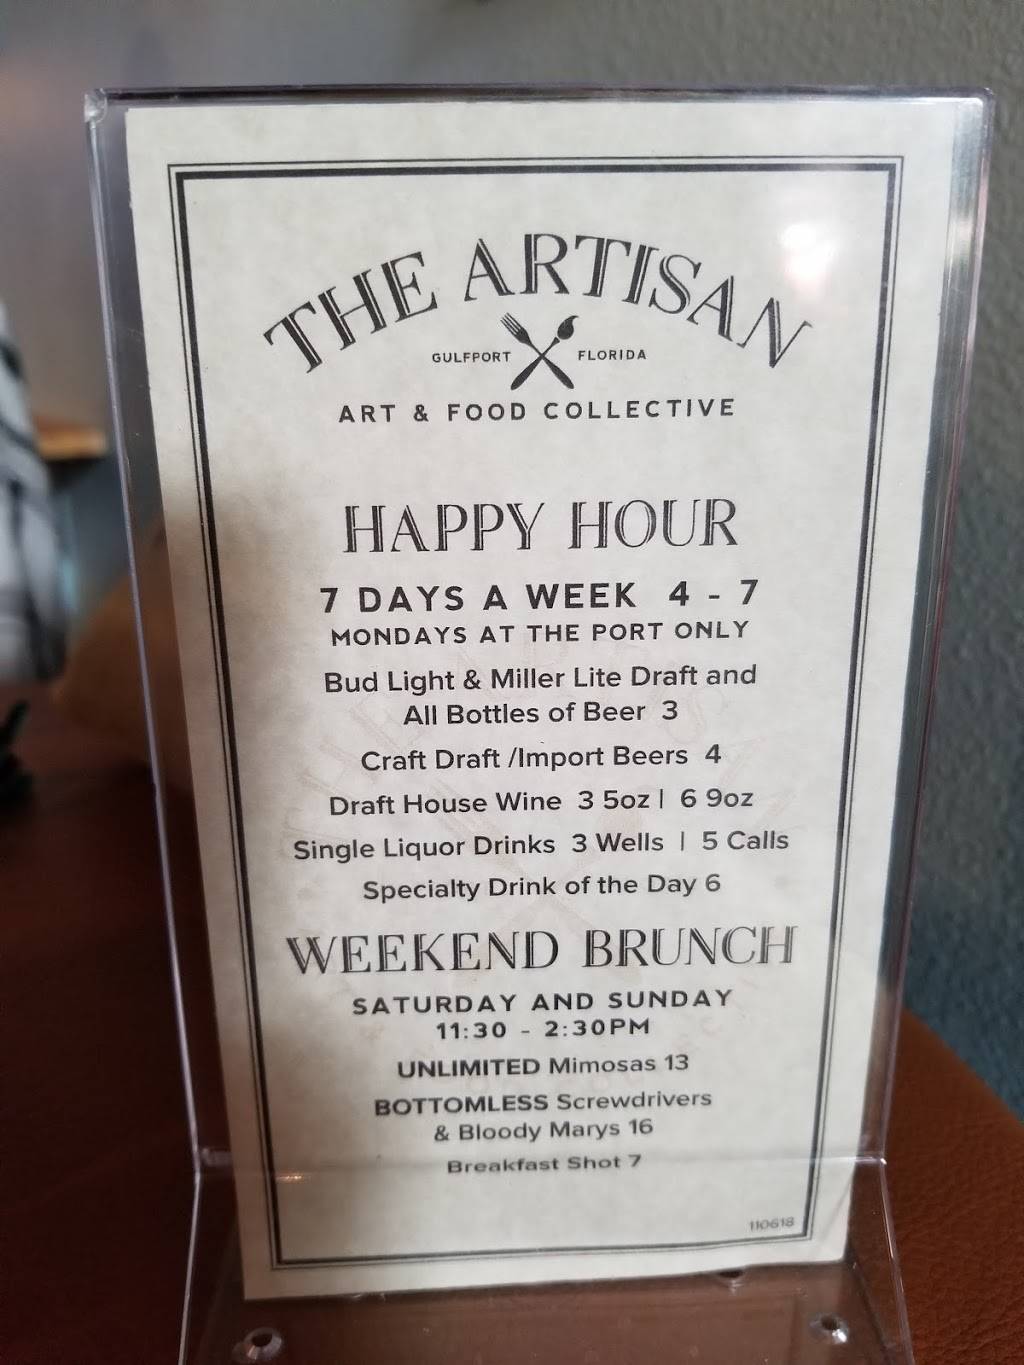 THE ARTISAN
GULFPORT FLORIDA
ART & FOOD COLLECTIVE
HAPPY HOUR
7 DAYS A WEEK 4 - 7
MONDAYS AT THE PORT ONLY
Bud Light & Miller Lite Draft and
All Bottles of Beer 3
Craft Draft /Import Beers 4
Draft House Wine 3 5oz | 6 9oz
Single Liquor Drinks 3 Wells | 5 Calls
Specialty Drink of the Day 6
WEEKEND BRUNCH
SATURDAY AND SUNDAY
11:30 - 2:30PM
UNLIMITED Mimosas 13
BOTTOMLESS Screwdrivers
& Bloody Marys 16
Breakfast Shot 7
110618